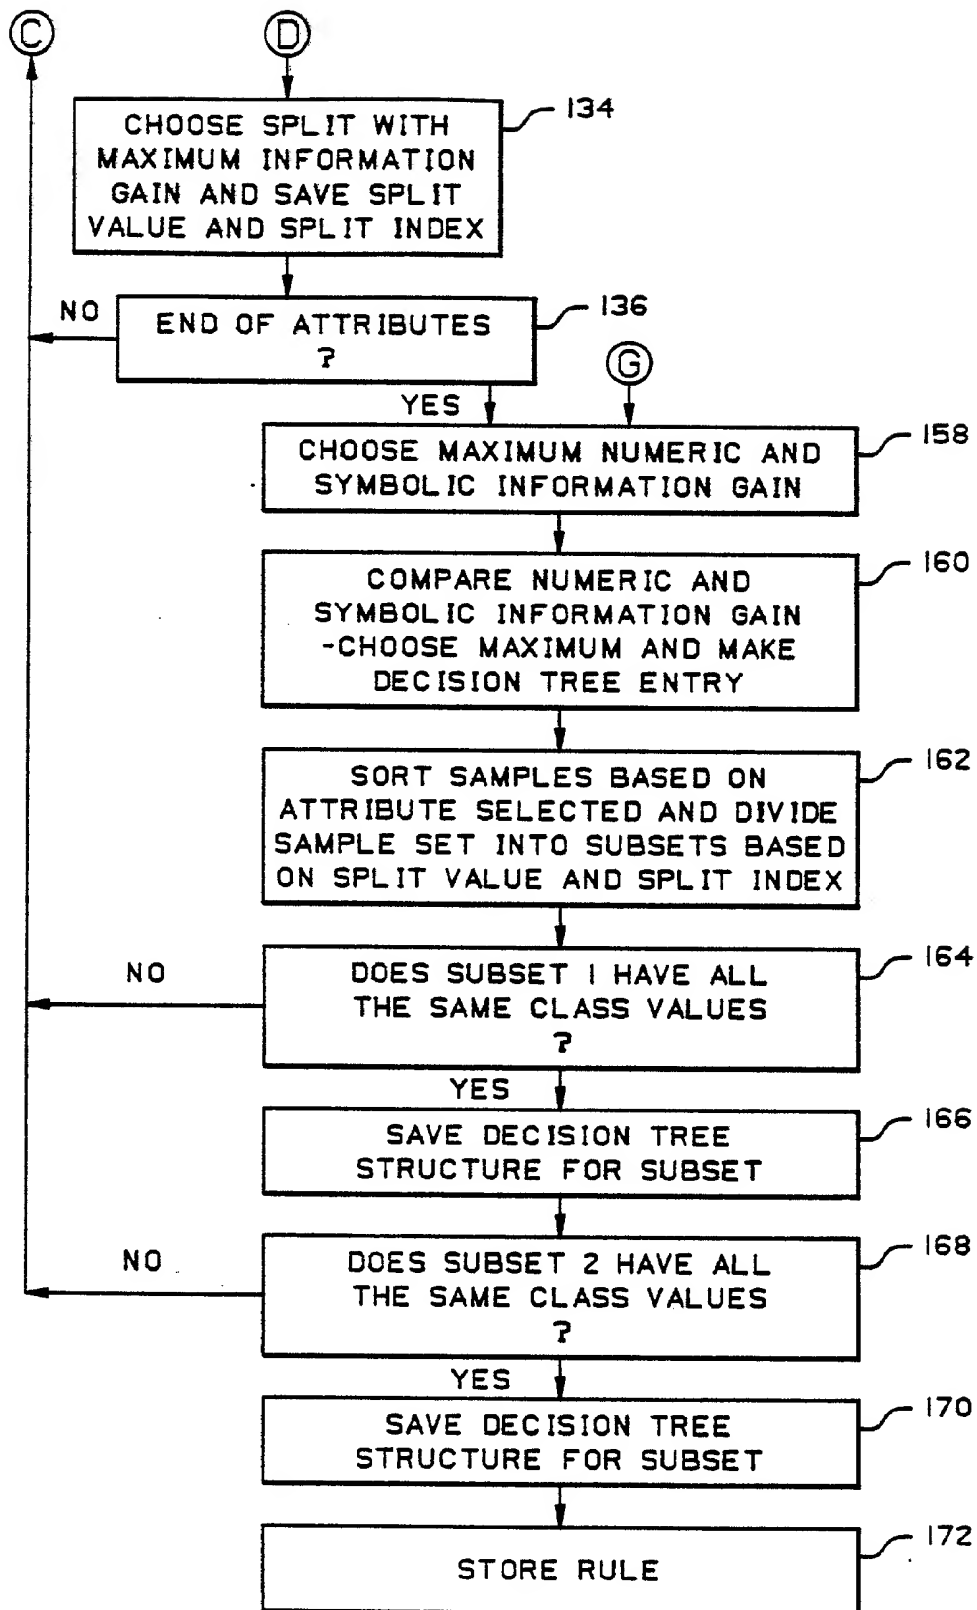 C
D
CHOOSE SPLIT WITH
MAXIMUM INFORMATION
GAIN AND SAVE SPLIT
VALUE AND SPLIT INDEX
134
END OF ATTRIBUTES
?
136
NO
G
YES
CHOOSE MAXIMUM NUMERIC AND
SYMBOLIC INFORMATION GAIN
158
COMPARE NUMERIC AND
SYMBOLIC INFORMATION GAIN
-CHOOSE MAXIMUM AND MAKE
DECISION TREE ENTRY
160
SORT SAMPLES BASED ON
ATTRIBUTE SELECTED AND DIVIDE
SAMPLE SET INTO SUBSETS BASED
ON SPLIT VALUE AND SPLIT INDEX
162
DOES SUBSET 1 HAVE ALL
THE SAME CLASS VALUES
?
164
NO
YES
SAVE DECISION TREE
STRUCTURE FOR SUBSET
166
DOES SUBSET 2 HAVE ALL
THE SAME CLASS VALUES
?
168
NO
YES
SAVE DECISION TREE
STRUCTURE FOR SUBSET
170
STORE RULE
172